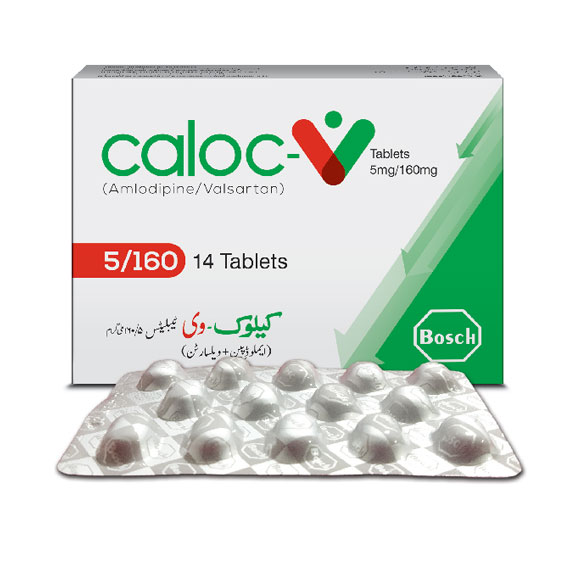 caloc-V
Tablets
5mg/160mg
(Amlodipine/Valsartan)
5/160 14 Tablets
کیلوک-وی ٹیبلیٹس ۱۶۰/۵ ملی گرام
(ایملوڈپین+ویلسارٹن)
Bosch